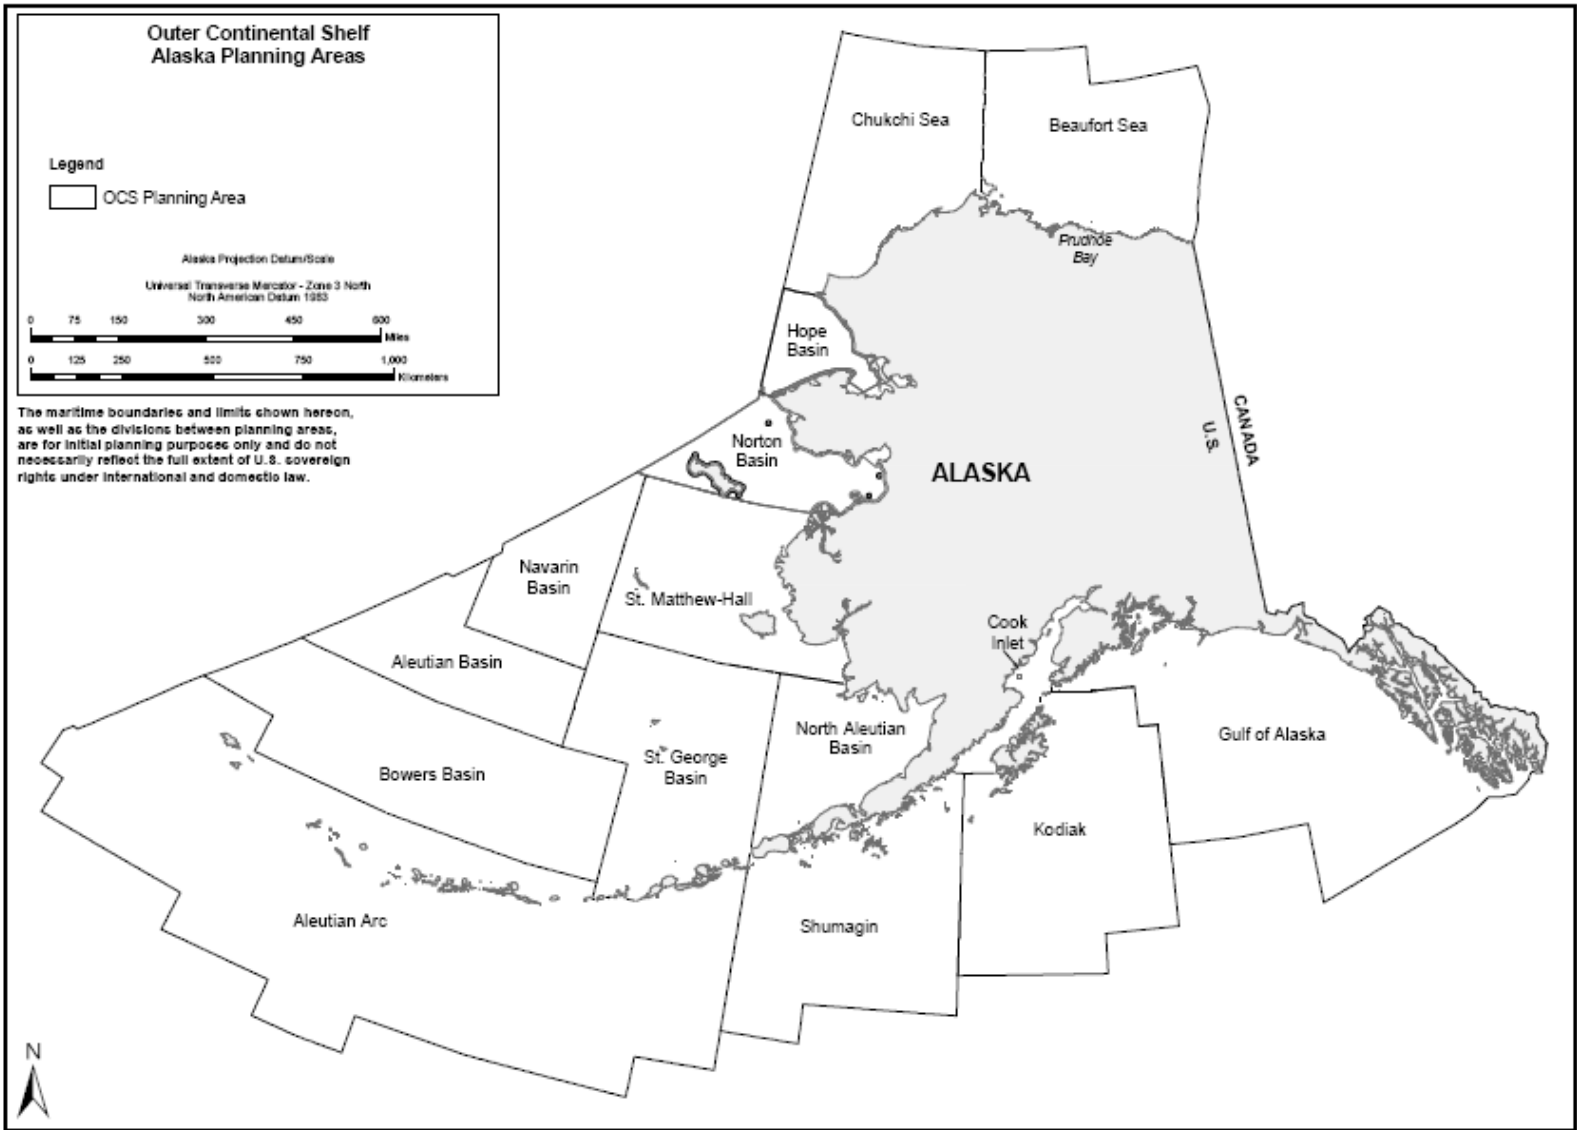 Outer Continental Shelf
Alaska Planning Areas
Legend
OCS Planning Area
Alaska Projection Datum/Scale
Universal Transverse Mercator - Zone 3 North
North American Datum 1983
0 75 150 300 450 600
Miles
0 125 250 500 750 1,000
Kilometers
The maritime boundaries and limits shown hereon,
as well as the divisions between planning areas,
are for initial planning purposes only and do not
necessarily reflect the full extent of U.S. sovereign
rights under international and domestic law.
Chukchi Sea
Beaufort Sea
Prudhoe
Bay
Hope
Basin
Norton
Basin
ALASKA
U.S.
CANADA
Navarin
Basin
St. Matthew-Hall
Cook
Inlet
Aleutian Basin
North Aleutian
Basin
Gulf of Alaska
St. George
Basin
Bowers Basin
Kodiak
Aleutian Arc
Shumagin
N